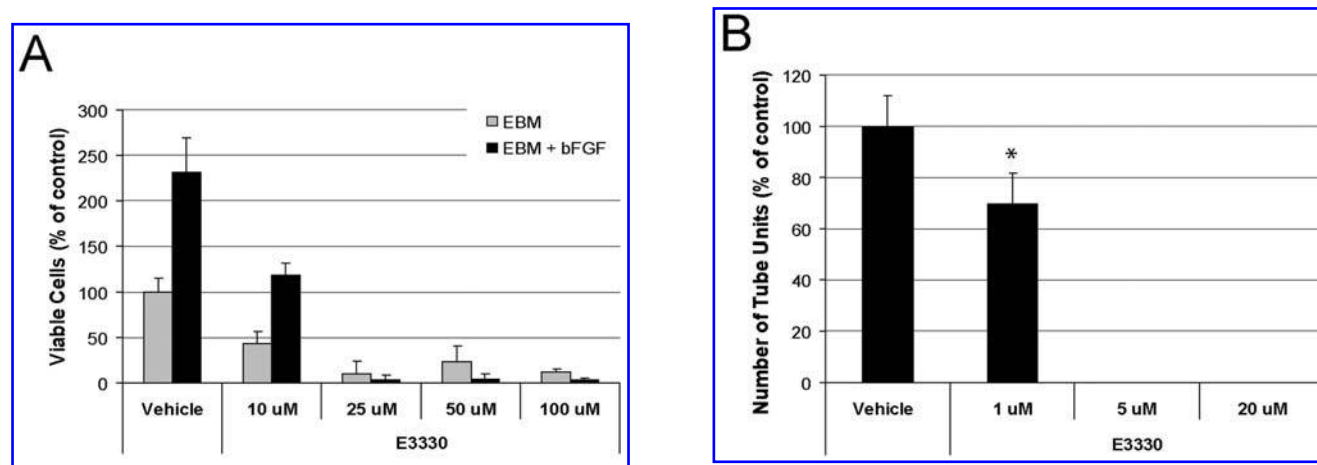 A
Viable Cells (% of control)
300
250
200
150
100
50
0
EBM
EBM + bFGF
Vehicle
10 uM
25 uM
50 uM
100 uM
E3330
B
Number of Tube Units (% of control)
120
100
80
60
40
20
0
*
Vehicle
1 uM
5 uM
20 uM
E3330